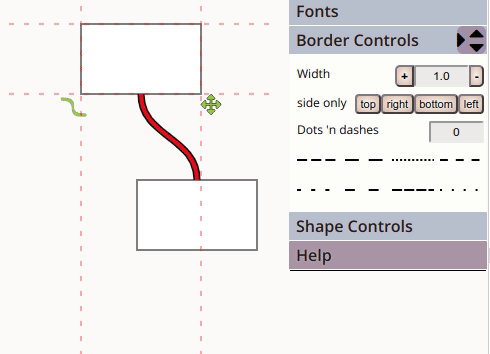 Fonts
Border Controls
Width + 1.0 -
side only top right bottom left
Dots 'n dashes 0
Shape Controls
Help